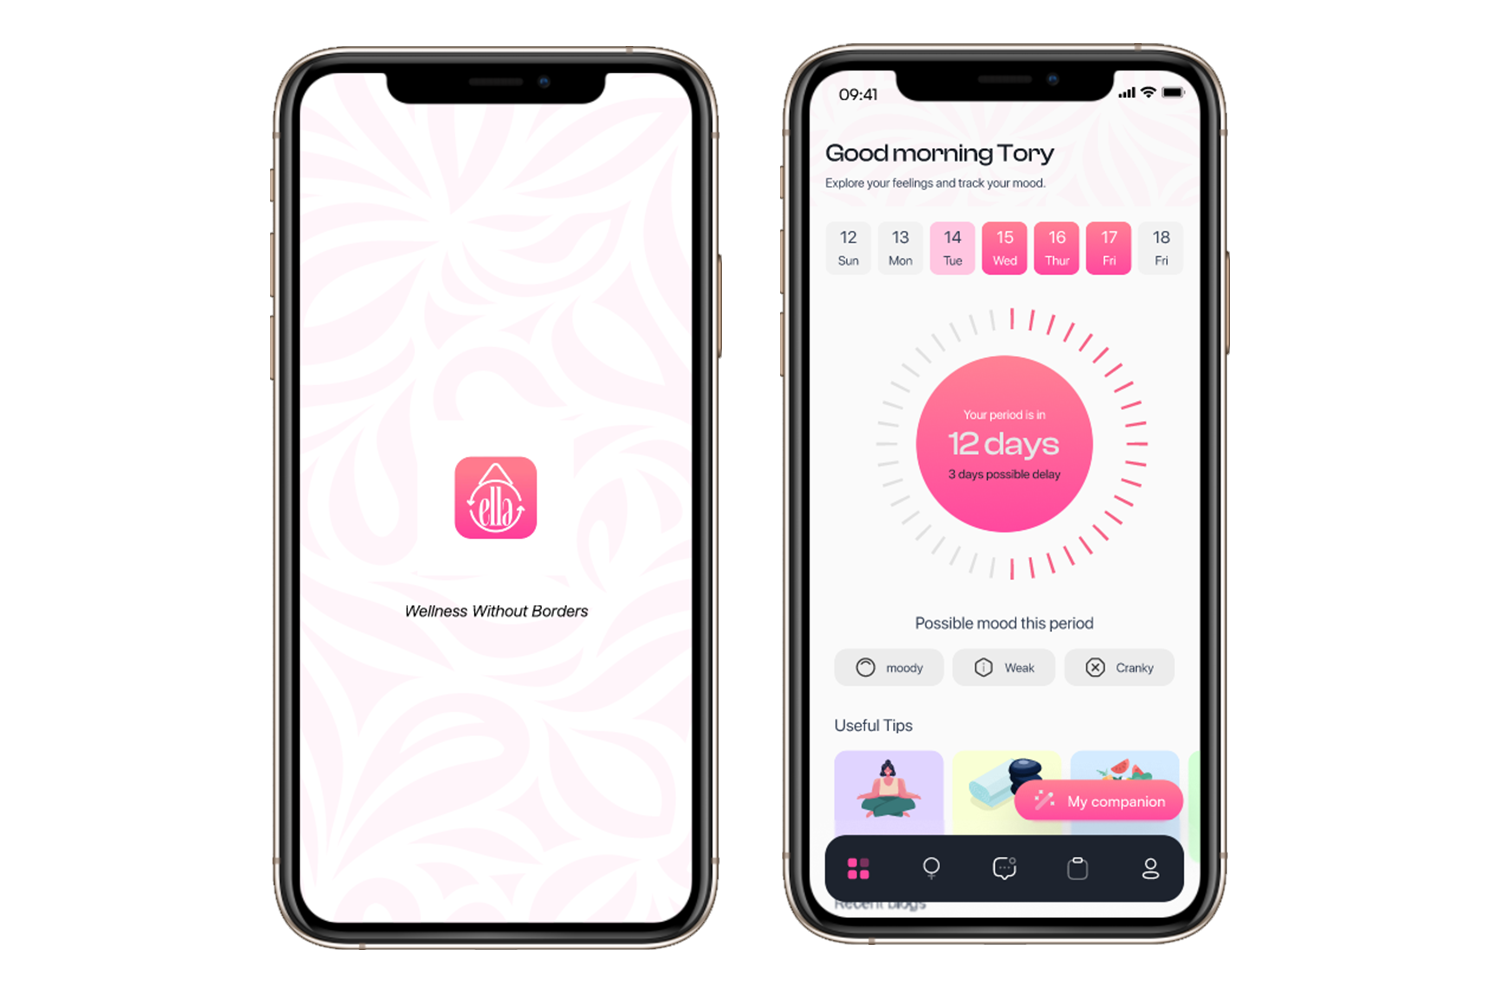 ella
Wellness Without Borders
09:41
Good morning Tory
Explore your feelings and track your mood.
12 13 14 15 16 17 18
Sun Mon Tue Wed Thur Fri Fri
Your period is in
12 days
3 days possible delay
Possible mood this period
moody Weak Cranky
Useful Tips
My companion
Recent blogs